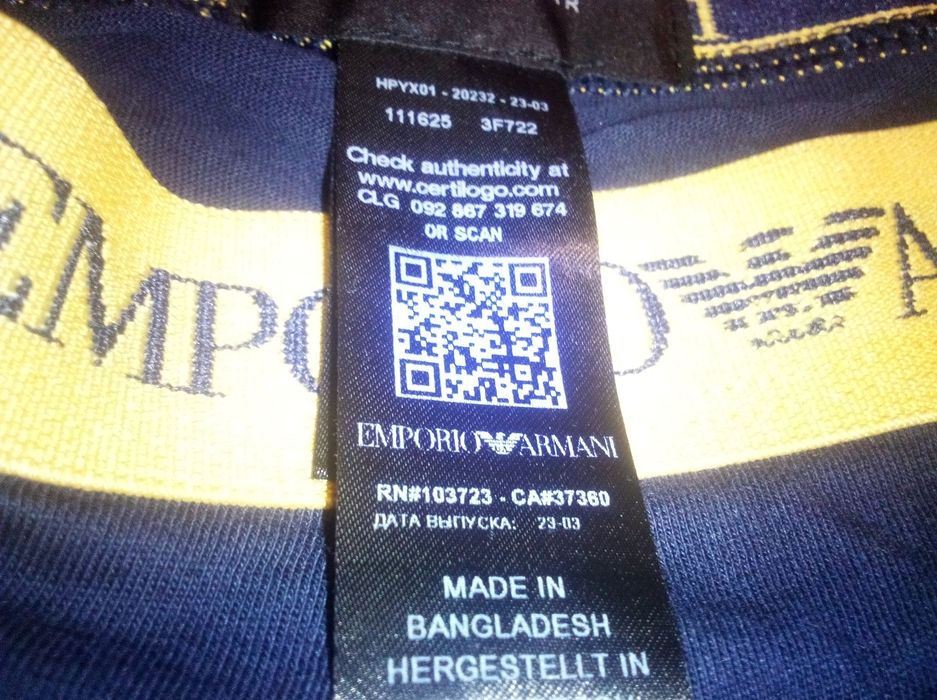 HPYX01 - 20232 - 23-03
111625 3F722
Check authenticity at
www.certilogo.com
CLG 092 867 319 674
OR SCAN
EMPORIO ARMANI
EMPORIO A
RN#103723 - CA#37360
ДАТА ВЫПУСКА: 23-03
MADE IN
BANGLADESH
HERGESTELLT IN